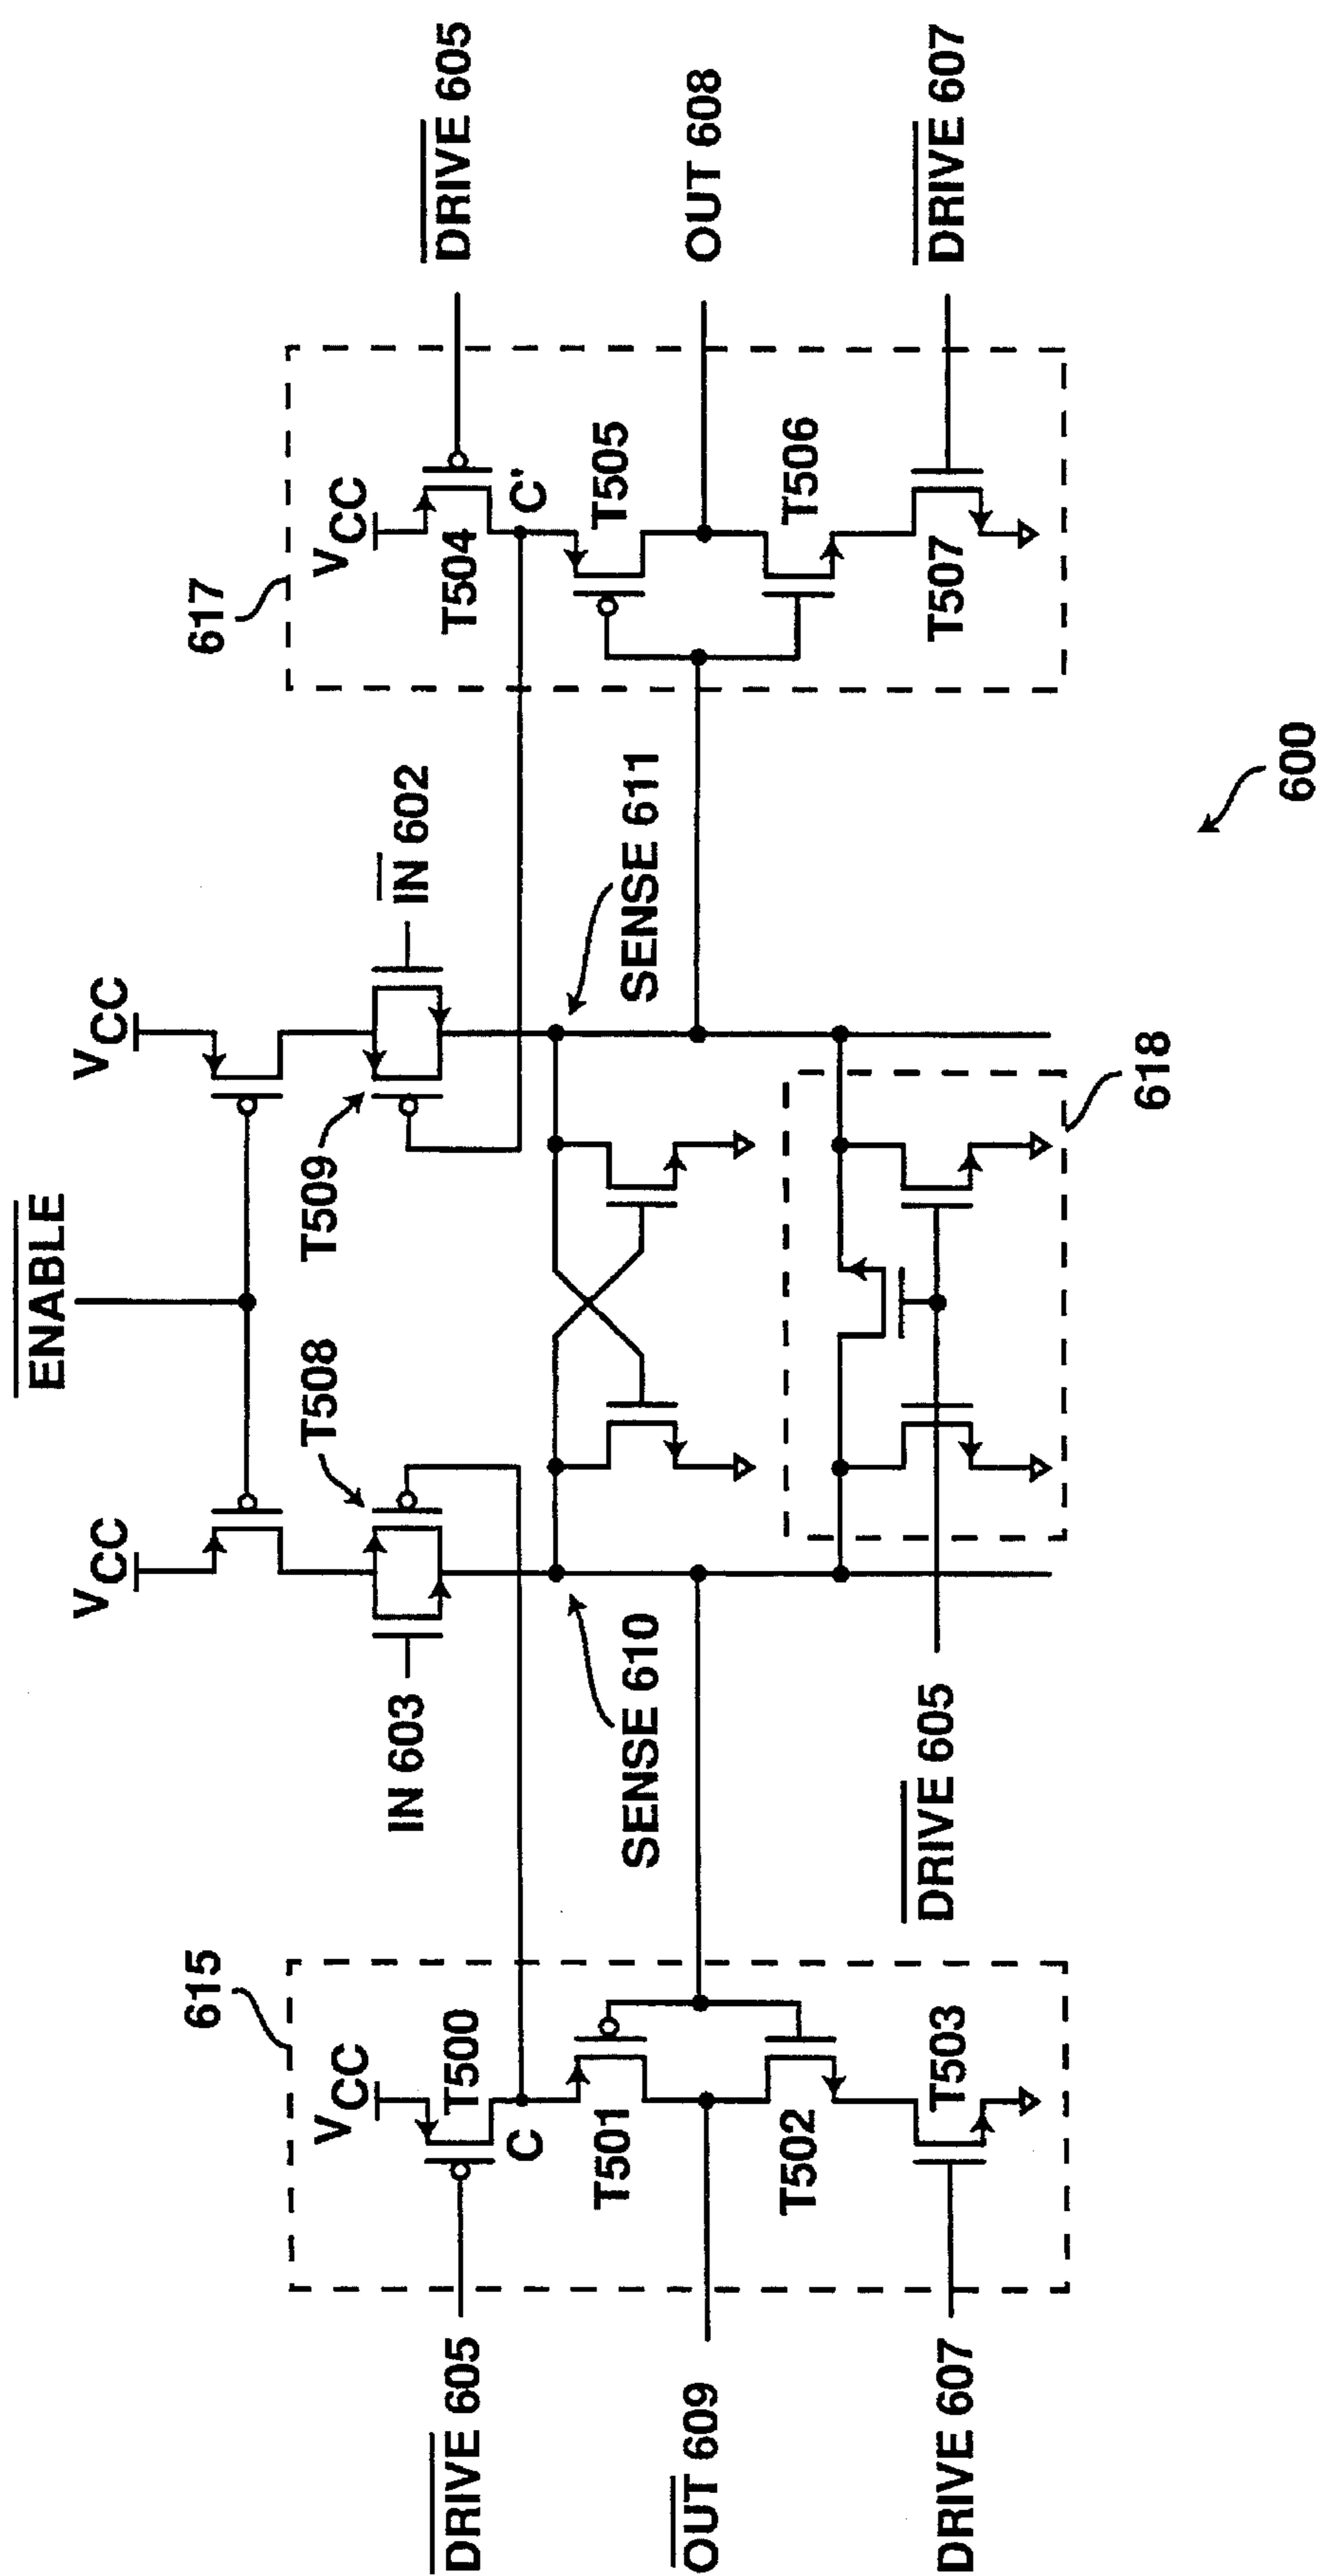 ENABLE
VCC
VCC
615
617
T508
T509
VCC
VCC
IN 603
IN 602
DRIVE 605
T500
T504
DRIVE 605
C
C'
T501
T505
SENSE 610
SENSE 611
OUT 609
OUT 608
T502
T506
DRIVE 607
T503
DRIVE 605
T507
DRIVE 607
618
600